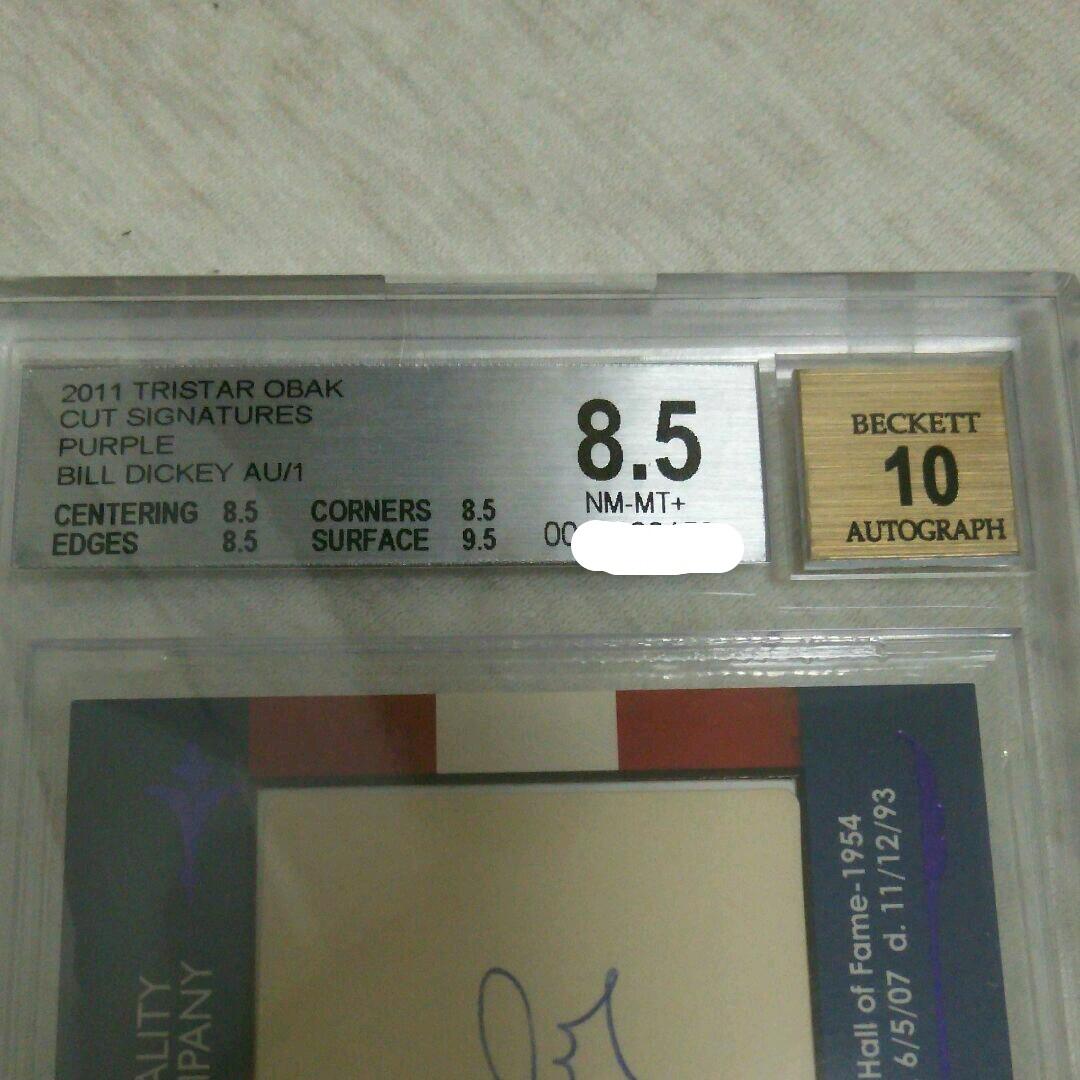 2011 TRISTAR OBAK
CUT SIGNATURES
PURPLE
BILL DICKEY AU/1
CENTERING 8.5 CORNERS 8.5
EDGES 8.5 SURFACE 9.5
8.5
NM-MT+
BECKETT
10
AUTOGRAPH
Hall of Fame-1954
6/5/07 d. 11/12/93
ALITY
IPANY